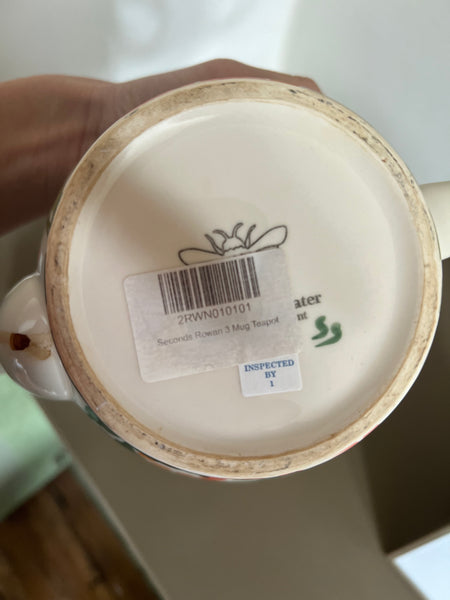 2RWN010101
Seconds Rowan 3 Mug Teapot
ater
nt
INSPECTED
BY
1